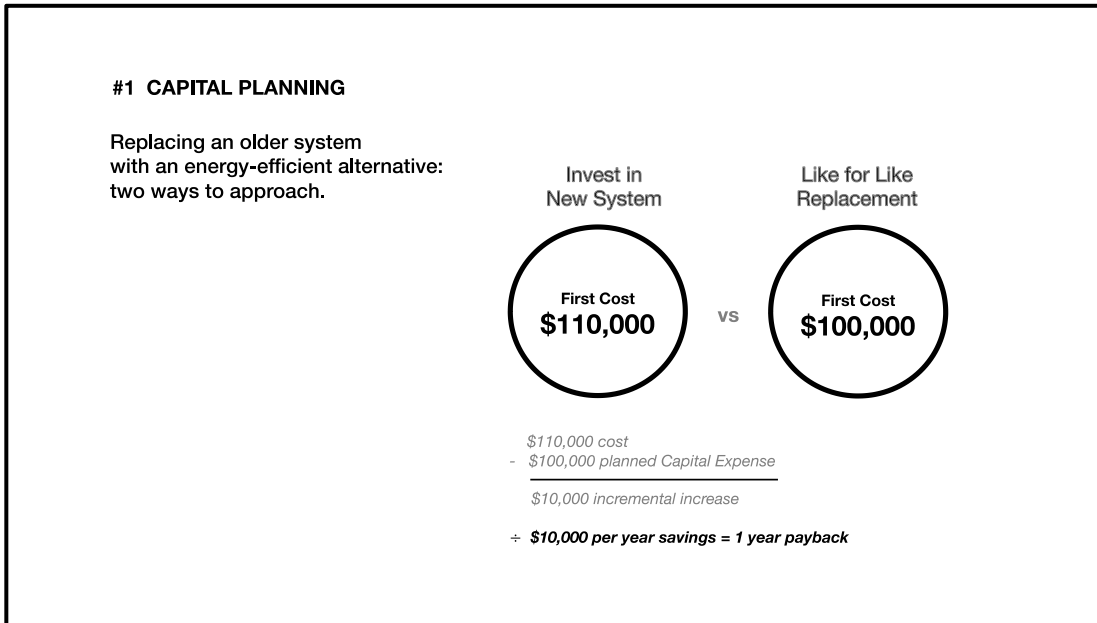 #1 CAPITAL PLANNING
Replacing an older system
with an energy-efficient alternative:
two ways to approach.
Invest in
New System
First Cost
$110,000
vs
Like for Like
Replacement
First Cost
$100,000
$110,000 cost
- $100,000 planned Capital Expense
$10,000 incremental increase
÷ $10,000 per year savings = 1 year payback